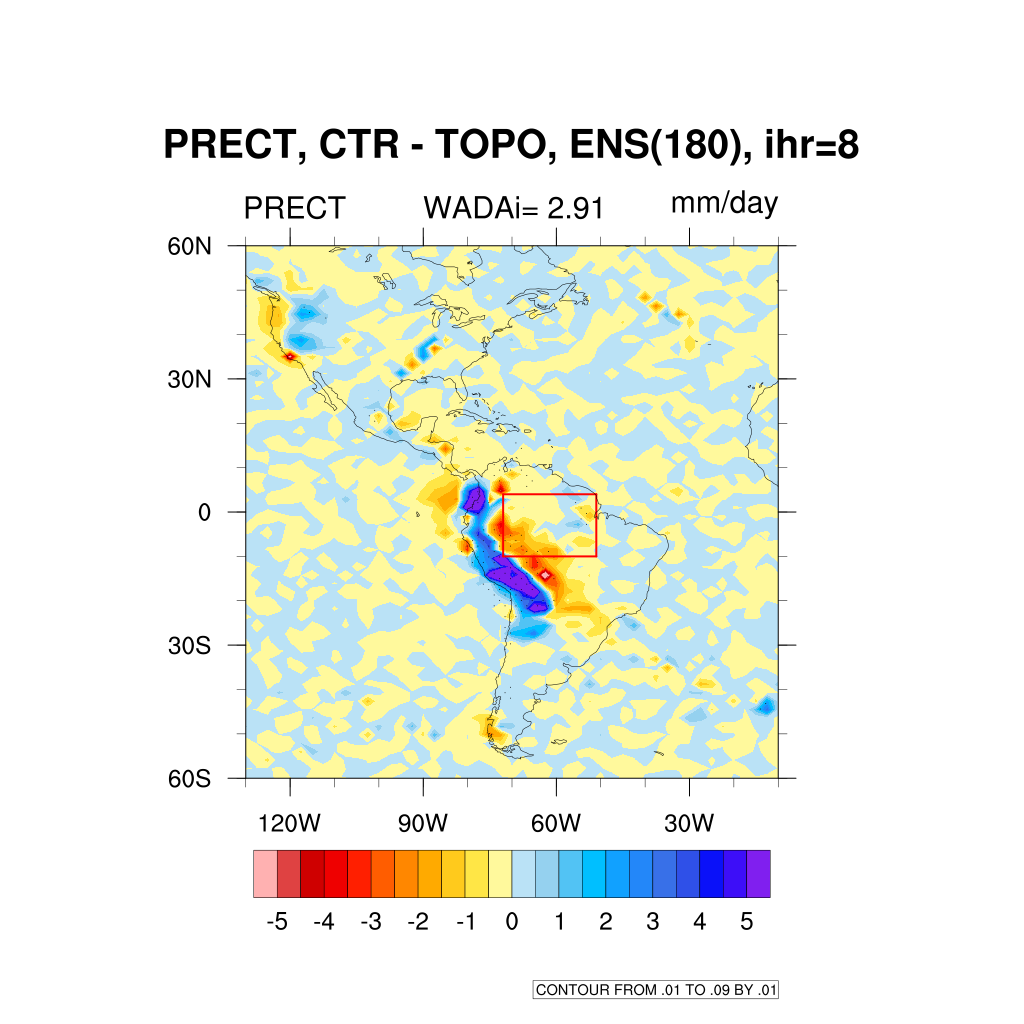 PRECT, CTR - TOPO, ENS(180), ihr=8
PRECT WADAi= 2.91 mm/day
60N
30N
0
30S
60S
120W 90W 60W 30W
-5 -4 -3 -2 -1 0 1 2 3 4 5
CONTOUR FROM .01 TO .09 BY .01